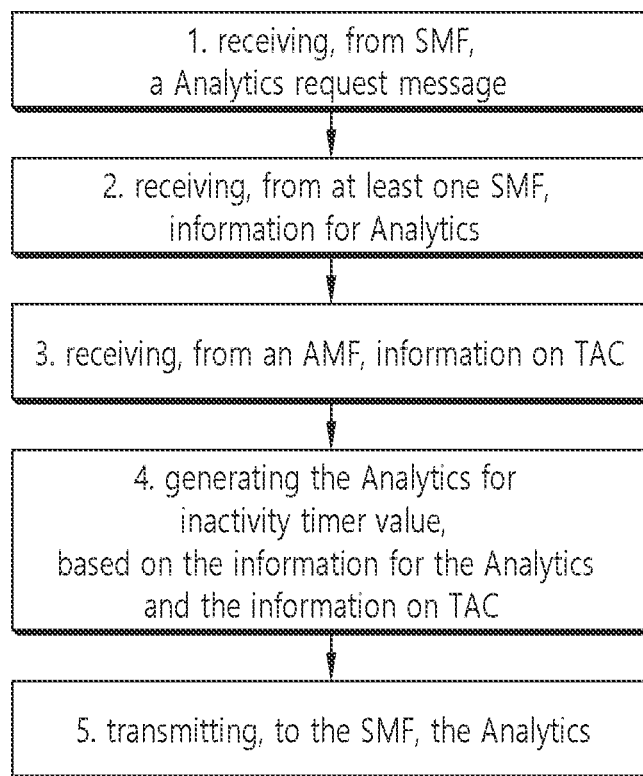 1. receiving, from SMF,
a Analytics request message
2. receiving, from at least one SMF,
information for Analytics
3. receiving, from an AMF, information on TAC
4. generating the Analytics for
inactivity timer value,
based on the information for the Analytics
and the information on TAC
5. transmitting, to the SMF, the Analytics